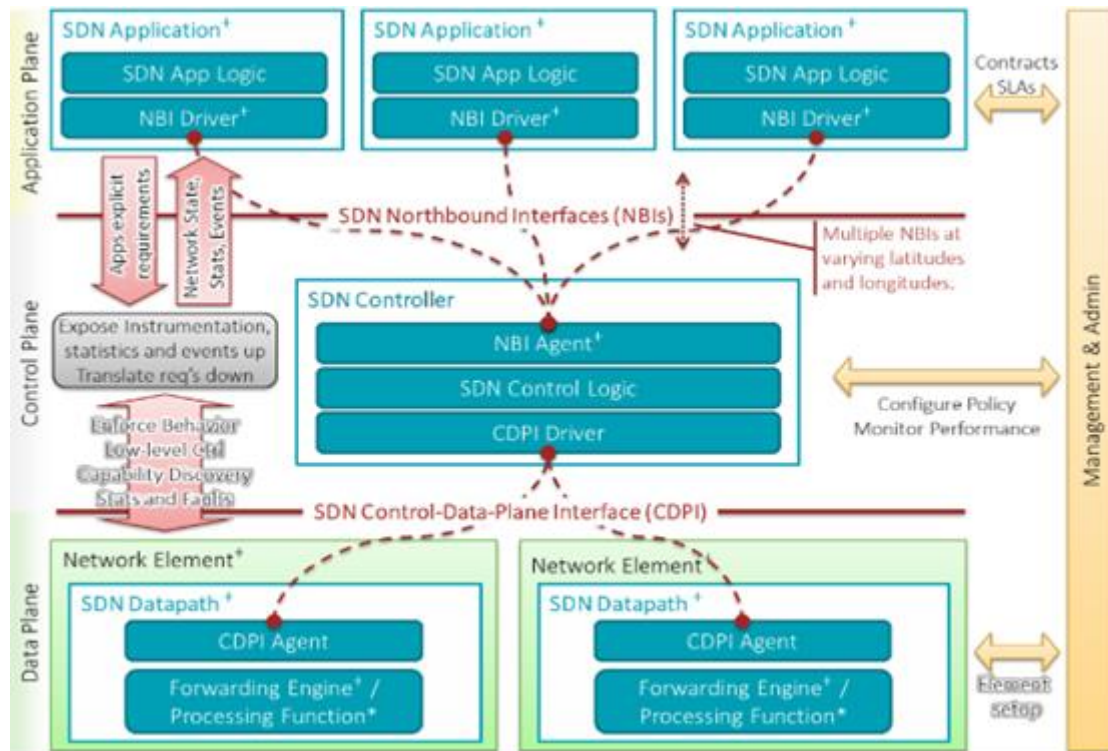 Application Plane
SDN Application⁺
SDN App Logic
NBI Driver⁺
SDN Application⁺
SDN App Logic
NBI Driver⁺
SDN Application⁺
SDN App Logic
NBI Driver⁺
Contracts
SLAs
Apps explicit
requirements
Network State,
Stats, Events
SDN Northbound Interfaces (NBIs)
Multiple NBIs at
varying latitudes
and longitudes.
Control Plane
Expose Instrumentation,
statistics and events up
Translate req's down
SDN Controller
NBI Agent⁺
SDN Control Logic
CDPI Driver
Configure Policy
Monitor Performance
Management & Admin
Enforce Behavior
Low-level Ctrl
Capability Discovery
Stats and Faults
SDN Control-Data-Plane Interface (CDPI)
Data Plane
Network Element⁺
SDN Datapath⁺
CDPI Agent
Forwarding Engine⁺ /
Processing Function*
Network Element⁺
SDN Datapath⁺
CDPI Agent
Forwarding Engine⁺ /
Processing Function*
Element
setup